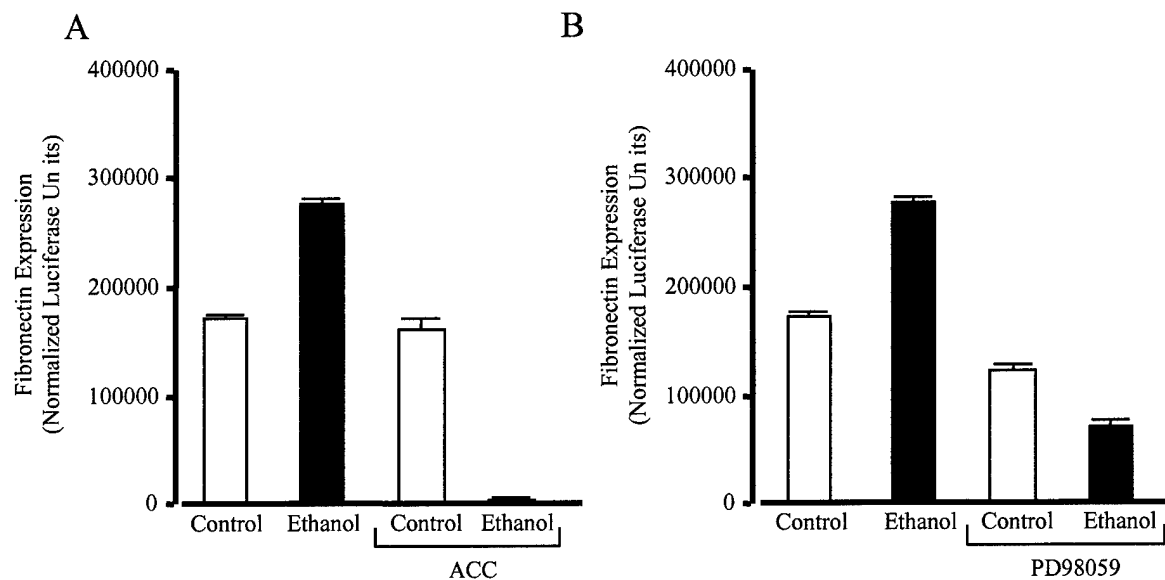 A
Fibronectin Expression
(Normalized Luciferase Un its)
400000
300000
200000
100000
0
Control Ethanol Control Ethanol
ACC
B
Fibronectin Expression
(Normalized Luciferase Un its)
400000
300000
200000
100000
0
Control Ethanol Control Ethanol
PD98059